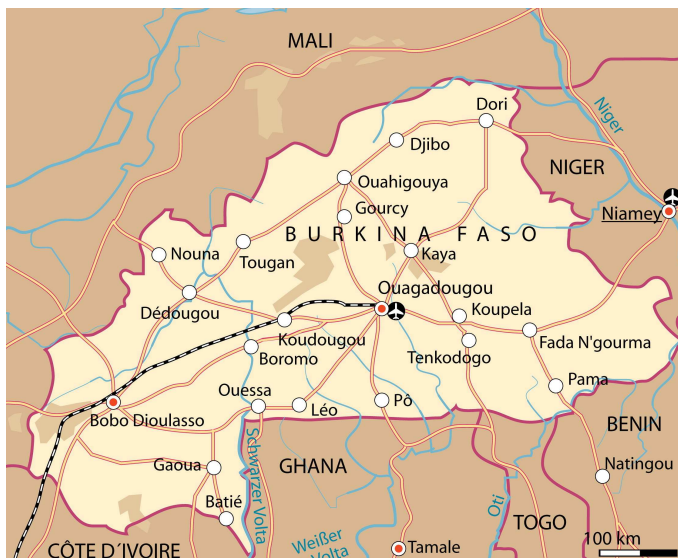 MALI
Dori
Niger
Djibo
NIGER
Ouahigouya
Niamey
Gourcy
BURKINA FASO
Nouna
Tougan
Kaya
Ouagadougou
Dédougou
Koupela
Koudougou
Fada N'gourma
Boromo
Tenkodogo
Pama
Ouessa
Léo
Pô
Bobo Dioulasso
BENIN
Schwarzer Volta
Gaoua
GHANA
Natingou
Oti
Batié
TOGO
100 km
Weißer
Volta
Tamale
CÔTE D´IVOIRE